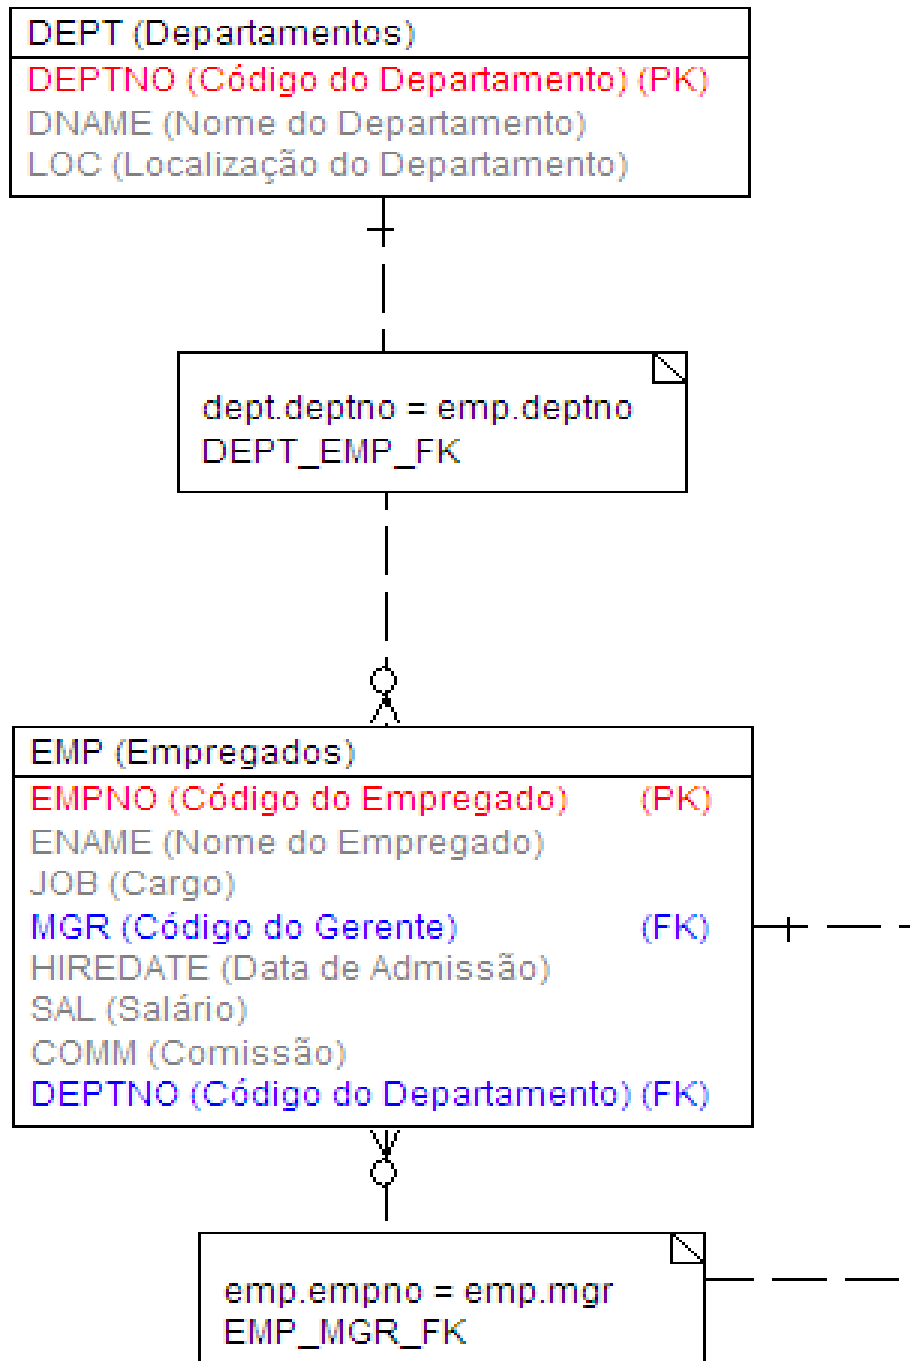 DEPT (Departamentos)
DEPTNO (Código do Departamento) (PK)
DNAME (Nome do Departamento)
LOC (Localização do Departamento)
dept.deptno = emp.deptno
DEPT_EMP_FK
EMP (Empregados)
EMPNO (Código do Empregado) (PK)
ENAME (Nome do Empregado)
JOB (Cargo)
MGR (Código do Gerente) (FK)
HIREDATE (Data de Admissão)
SAL (Salário)
COMM (Comissão)
DEPTNO (Código do Departamento) (FK)
emp.empno = emp.mgr
EMP_MGR_FK